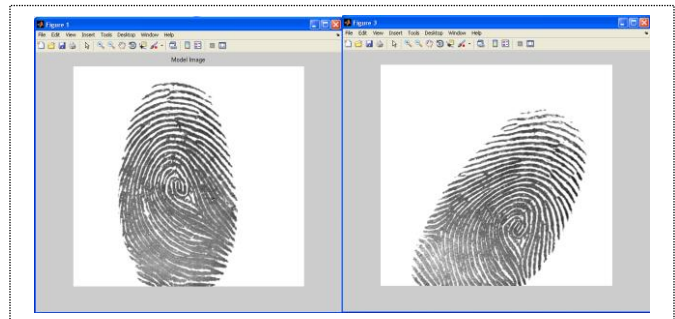 Figure 1
File Edit View Insert Tools Desktop Window Help
Model Image
Figure 2
File Edit View Insert Tools Desktop Window Help